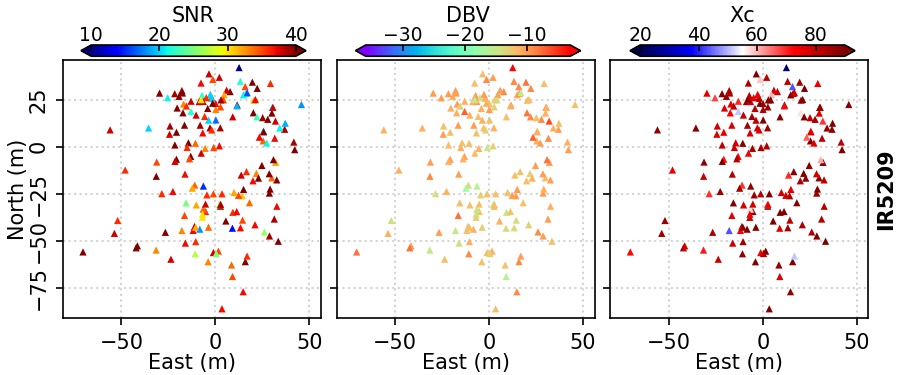 SNR DBV Xc
10 20 30 40 −30 −20 −10 20 40 60 80
25
0
−25
−50
−75
North (m)
−50 0 50 −50 0 50 −50 0 50
East (m) East (m) East (m)
IR5209